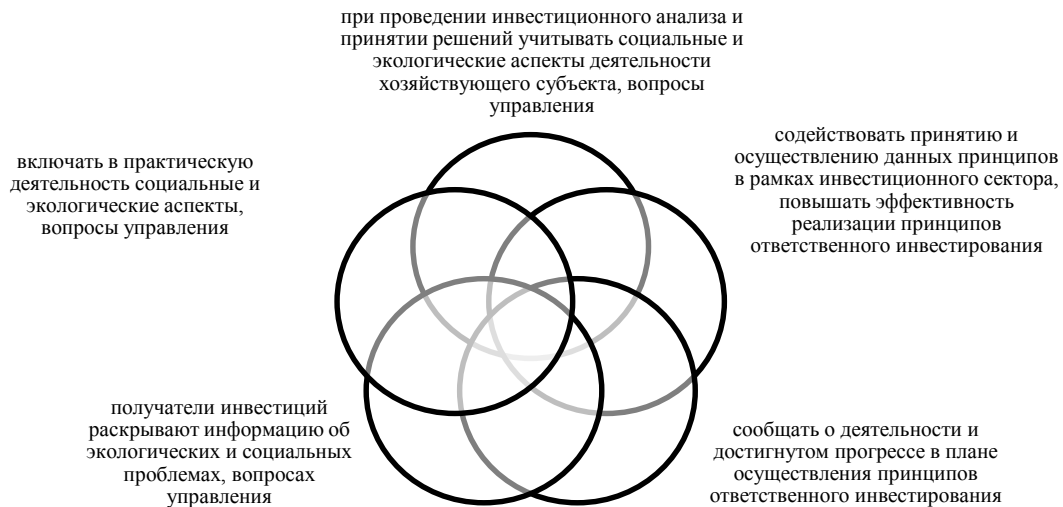 при проведении инвестиционного анализа и
принятии решений учитывать социальные и
экологические аспекты деятельности
хозяйствующего субъекта, вопросы
управления
содействовать принятию и
осуществлению данных принципов
в рамках инвестиционного сектора,
повышать эффективность
реализации принципов
ответственного инвестирования
включать в практическую
деятельность социальные и
экологические аспекты,
вопросы управления
получатели инвестиций
раскрывают информацию об
экологических и социальных
проблемах, вопросах
управления
сообщать о деятельности и
достигнутом прогрессе в плане
осуществления принципов
ответственного инвестирования